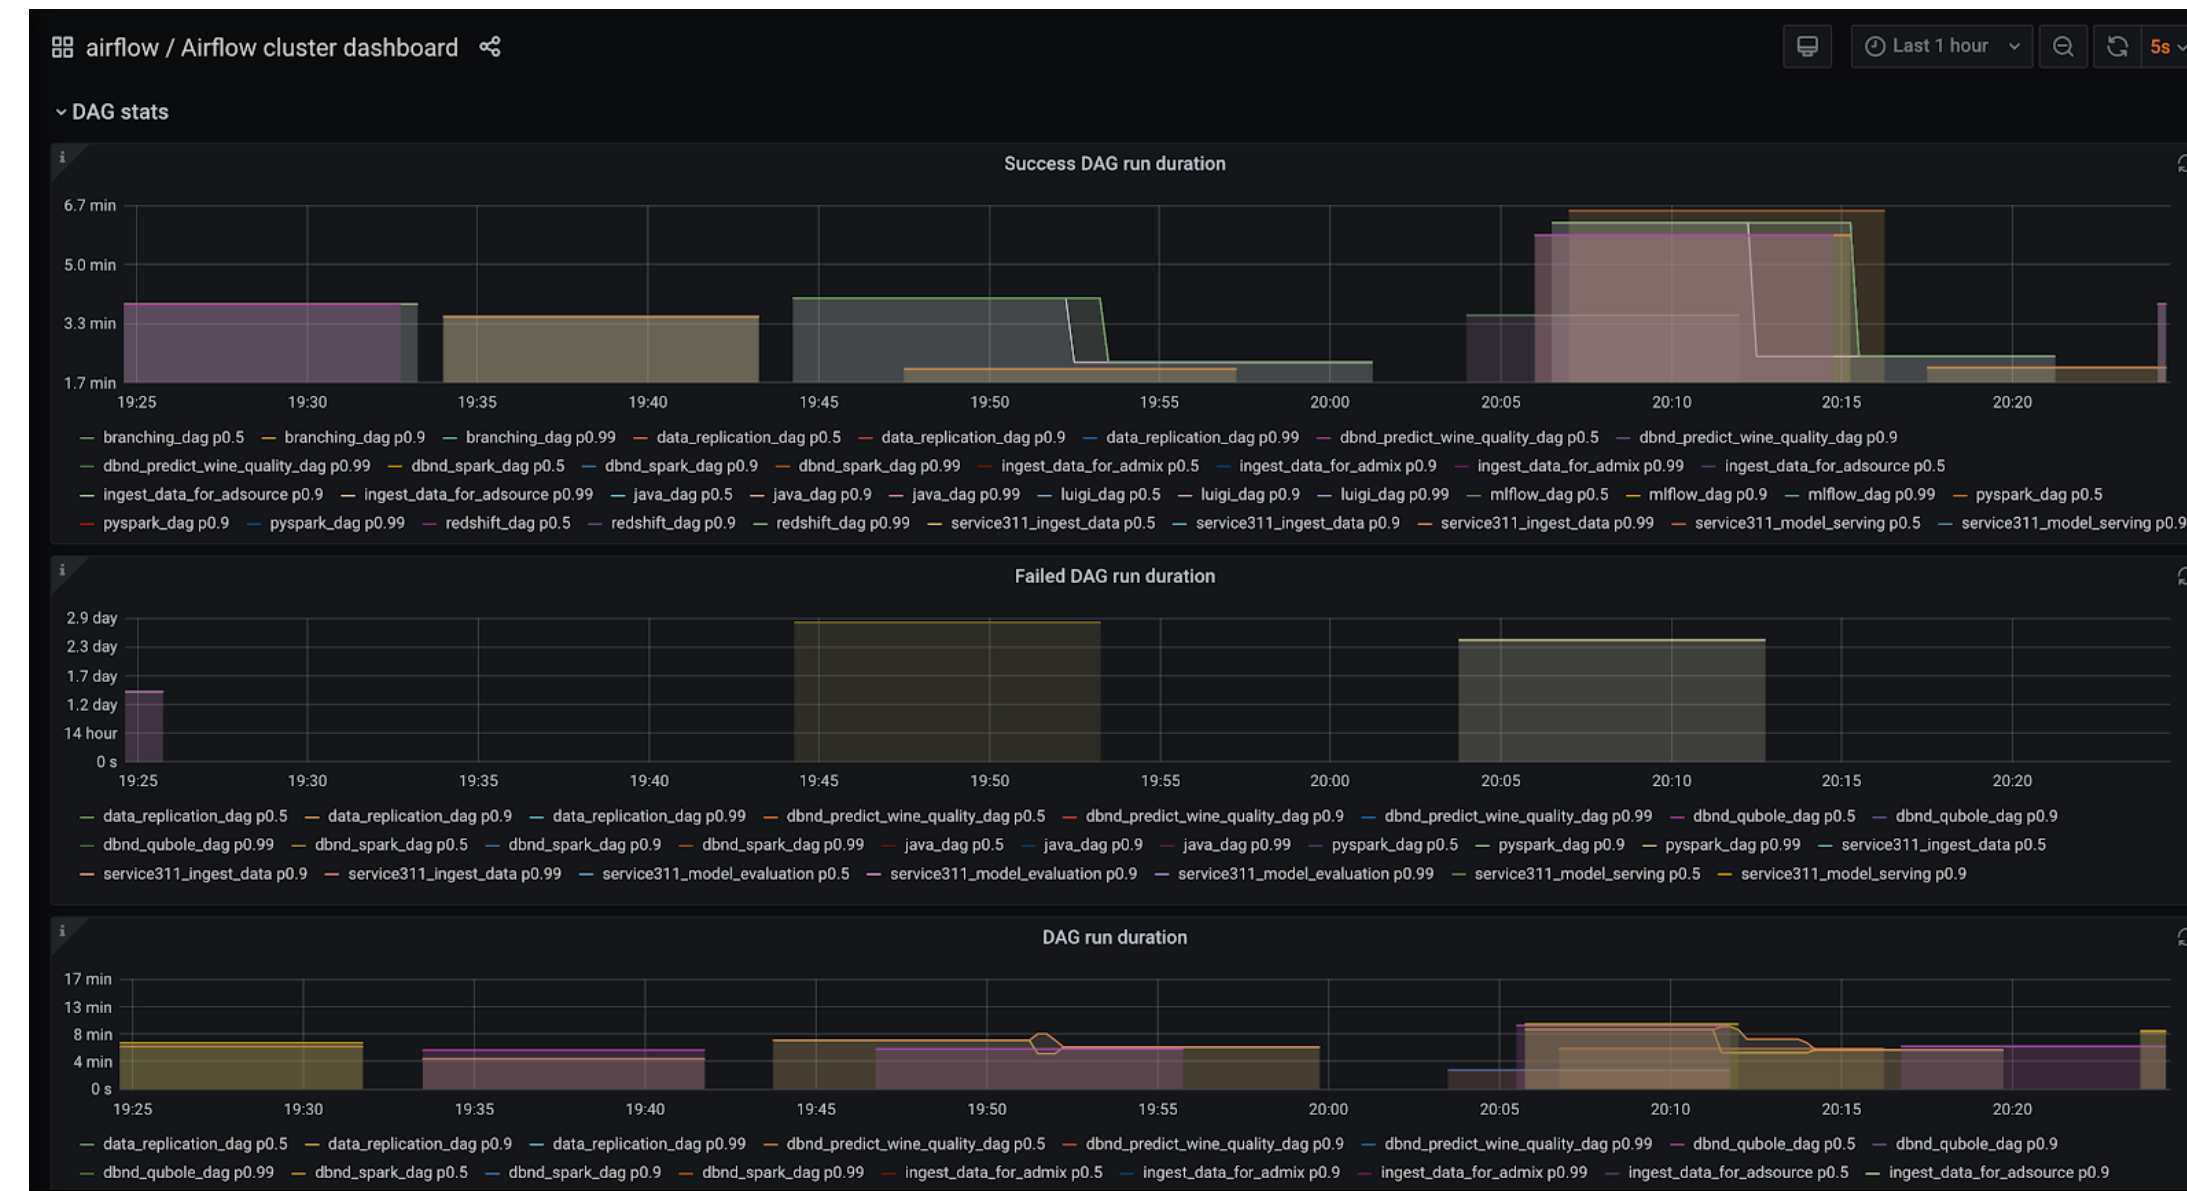 airflow / Airflow cluster dashboard
Last 1 hour
5s
DAG stats
i
Success DAG run duration
6.7 min
5.0 min
3.3 min
1.7 min
19:25 19:30 19:35 19:40 19:45 19:50 19:55 20:00 20:05 20:10 20:15 20:20
branching_dag p0.5 branching_dag p0.9 branching_dag p0.99 data_replication_dag p0.5 data_replication_dag p0.9 data_replication_dag p0.99 dbnd_predict_wine_quality_dag p0.5 dbnd_predict_wine_quality_dag p0.9
dbnd_predict_wine_quality_dag p0.99 dbnd_spark_dag p0.5 dbnd_spark_dag p0.9 dbnd_spark_dag p0.99 ingest_data_for_admix p0.5 ingest_data_for_admix p0.9 ingest_data_for_admix p0.99 ingest_data_for_adsource p0.5
ingest_data_for_adsource p0.9 ingest_data_for_adsource p0.99 java_dag p0.5 java_dag p0.9 java_dag p0.99 luigi_dag p0.5 luigi_dag p0.9 luigi_dag p0.99 mlflow_dag p0.5 mlflow_dag p0.9 mlflow_dag p0.99 pyspark_dag p0.5
pyspark_dag p0.9 pyspark_dag p0.99 redshift_dag p0.5 redshift_dag p0.9 redshift_dag p0.99 service311_ingest_data p0.5 service311_ingest_data p0.9 service311_ingest_data p0.99 service311_model_serving p0.5 service311_model_serving p0.9
i
Failed DAG run duration
2.9 day
2.3 day
1.7 day
1.2 day
14 hour
0 s
19:25 19:30 19:35 19:40 19:45 19:50 19:55 20:00 20:05 20:10 20:15 20:20
data_replication_dag p0.5 data_replication_dag p0.9 data_replication_dag p0.99 dbnd_predict_wine_quality_dag p0.5 dbnd_predict_wine_quality_dag p0.9 dbnd_predict_wine_quality_dag p0.99 dbnd_qubole_dag p0.5 dbnd_qubole_dag p0.9
dbnd_qubole_dag p0.99 dbnd_spark_dag p0.5 dbnd_spark_dag p0.9 dbnd_spark_dag p0.99 java_dag p0.5 java_dag p0.9 java_dag p0.99 pyspark_dag p0.5 pyspark_dag p0.9 pyspark_dag p0.99 service311_ingest_data p0.5
service311_ingest_data p0.9 service311_ingest_data p0.99 service311_model_evaluation p0.5 service311_model_evaluation p0.9 service311_model_evaluation p0.99 service311_model_serving p0.5 service311_model_serving p0.9
i
DAG run duration
17 min
13 min
8 min
4 min
0 s
19:25 19:30 19:35 19:40 19:45 19:50 19:55 20:00 20:05 20:10 20:15 20:20
data_replication_dag p0.5 data_replication_dag p0.9 data_replication_dag p0.99 dbnd_predict_wine_quality_dag p0.5 dbnd_predict_wine_quality_dag p0.9 dbnd_predict_wine_quality_dag p0.99 dbnd_qubole_dag p0.5 dbnd_qubole_dag p0.9
dbnd_qubole_dag p0.99 dbnd_spark_dag p0.5 dbnd_spark_dag p0.9 dbnd_spark_dag p0.99 ingest_data_for_admix p0.5 ingest_data_for_admix p0.9 ingest_data_for_admix p0.99 ingest_data_for_adsource p0.5 ingest_data_for_adsource p0.9